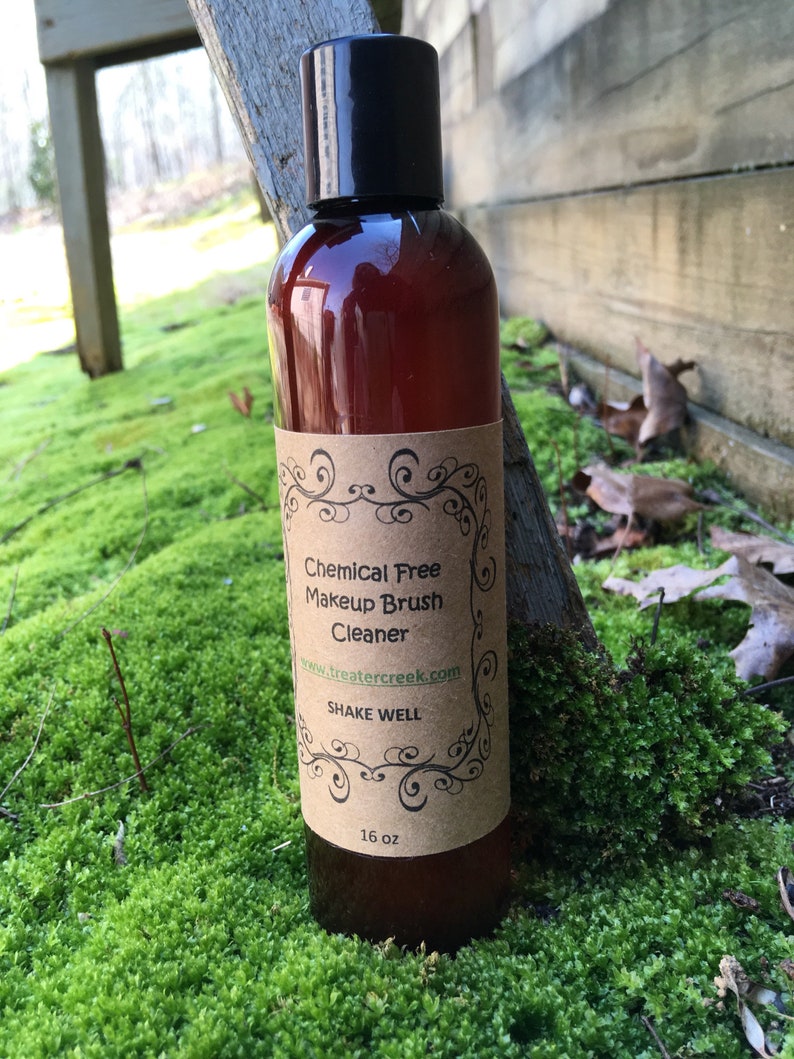 Chemical Free
Makeup Brush
Cleaner
www.treatercreek.com
SHAKE WELL
16 oz